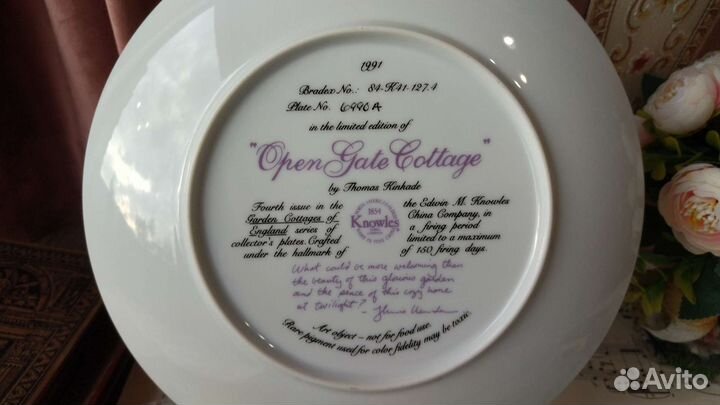 1991
Bradex No.: 84-K41-127.4
Plate No. 6990A
in the limited edition of
"Open Gate Cottage"
by Thomas Kinkade
Fourth issue in the
Garden Cottages of
England series of
collector's plates. Crafted
under the hallmark of
1834
Knowles
the Edwin M. Knowles
China Company, in
a firing period
limited to a maximum
of 150 firing days.
What could be more welcoming than
the beauty of this glorious garden
and the peace of this cozy home
at twilight? -
Art object – not for food use.
Rare pigment used for color fidelity may be toxic.
Avito